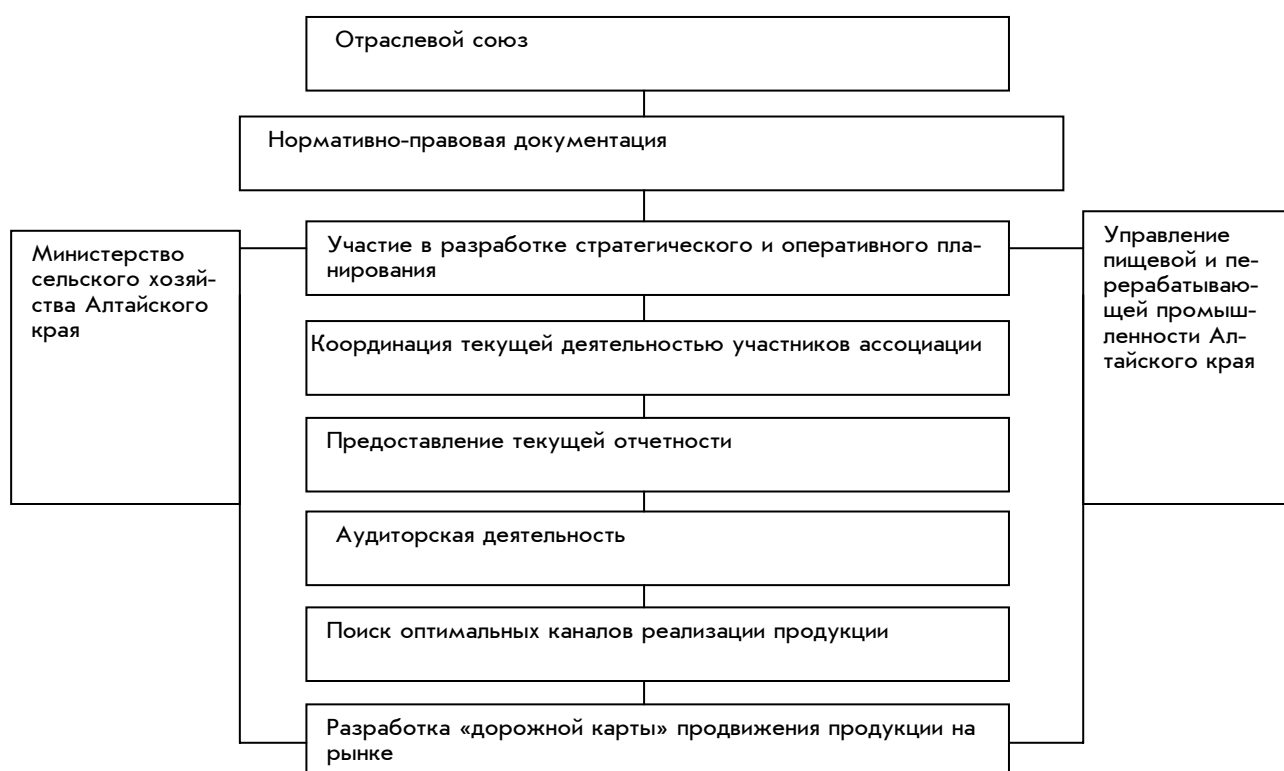 Отраслевой союз
Нормативно-правовая документация
Министерство
сельского хозяй-
ства Алтайского
края
Участие в разработке стратегического и оперативного пла-
нирования
Управление
пищевой и пе-
рерабатываю-
щей промыш-
ленности Ал-
тайского края
Координация текущей деятельностью участников ассоциации
Предоставление текущей отчетности
Аудиторская деятельность
Поиск оптимальных каналов реализации продукции
Разработка «дорожной карты» продвижения продукции на
рынке